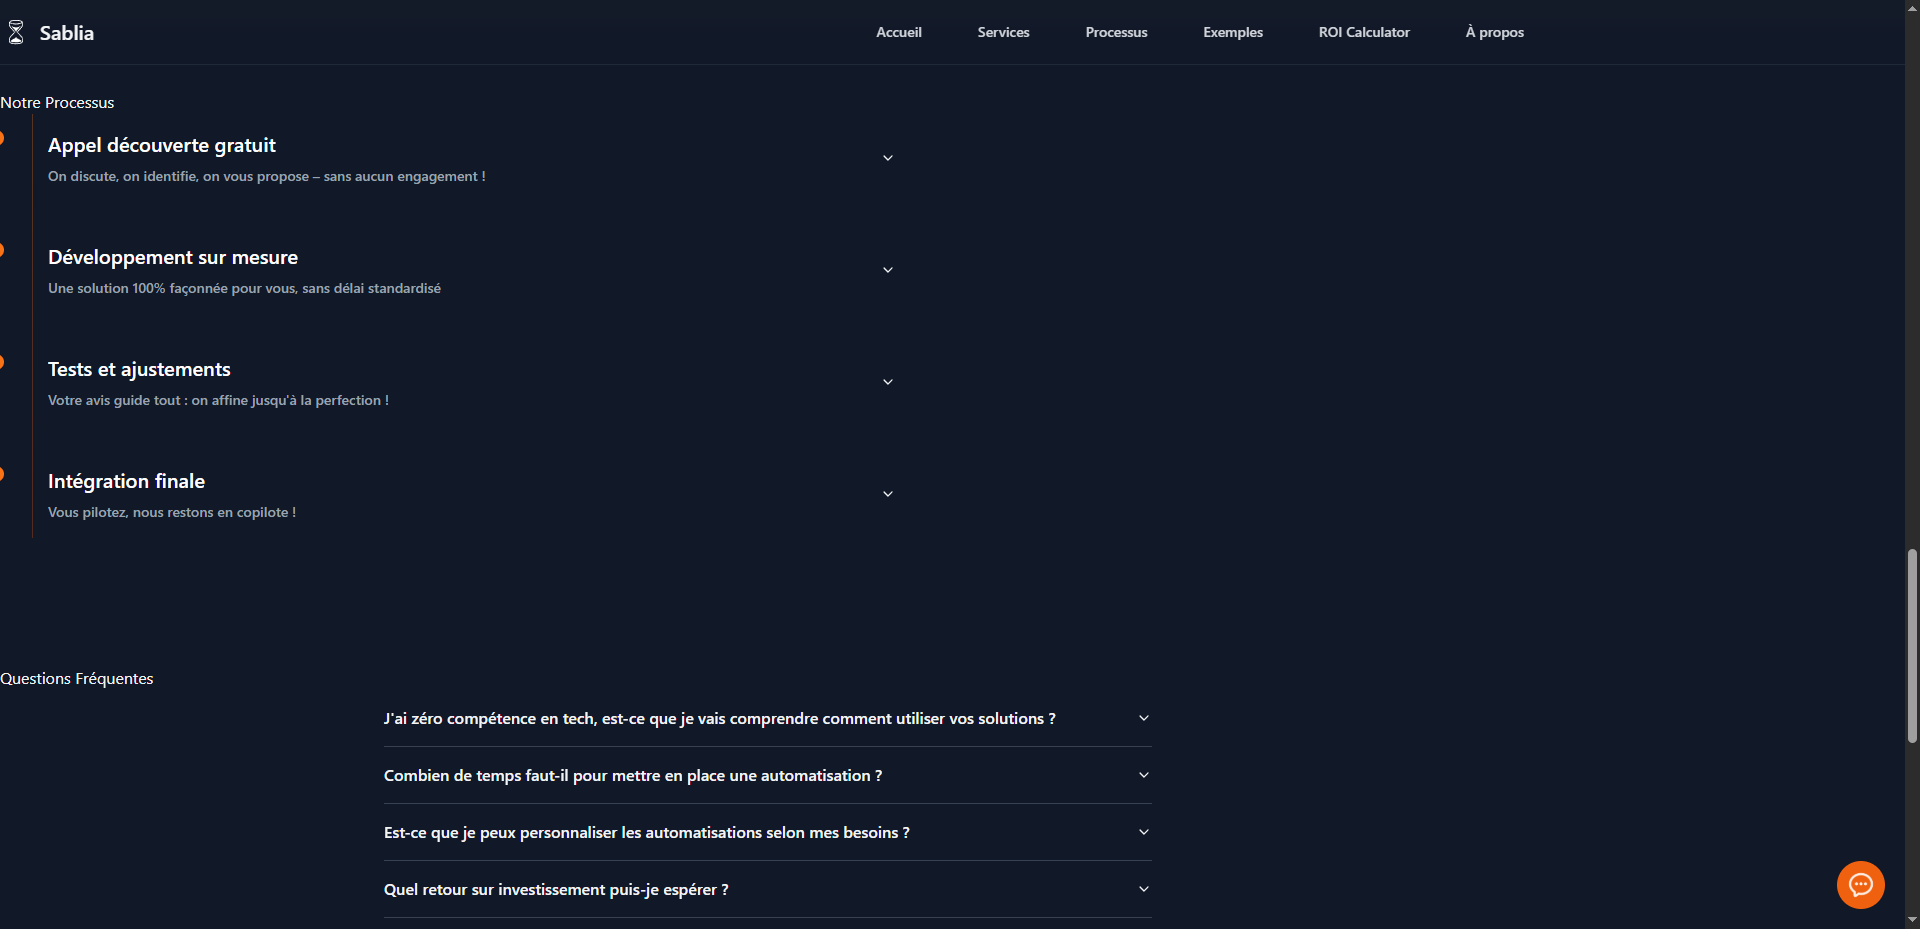 Sablia
Accueil Services Processus Exemples ROI Calculator À propos
Notre Processus
Appel découverte gratuit
On discute, on identifie, on vous propose – sans aucun engagement !
Développement sur mesure
Une solution 100% façonnée pour vous, sans délai standardisé
Tests et ajustements
Votre avis guide tout : on affine jusqu'à la perfection !
Intégration finale
Vous pilotez, nous restons en copilote !
Questions Fréquentes
J'ai zéro compétence en tech, est-ce que je vais comprendre comment utiliser vos solutions ?
Combien de temps faut-il pour mettre en place une automatisation ?
Est-ce que je peux personnaliser les automatisations selon mes besoins ?
Quel retour sur investissement puis-je espérer ?